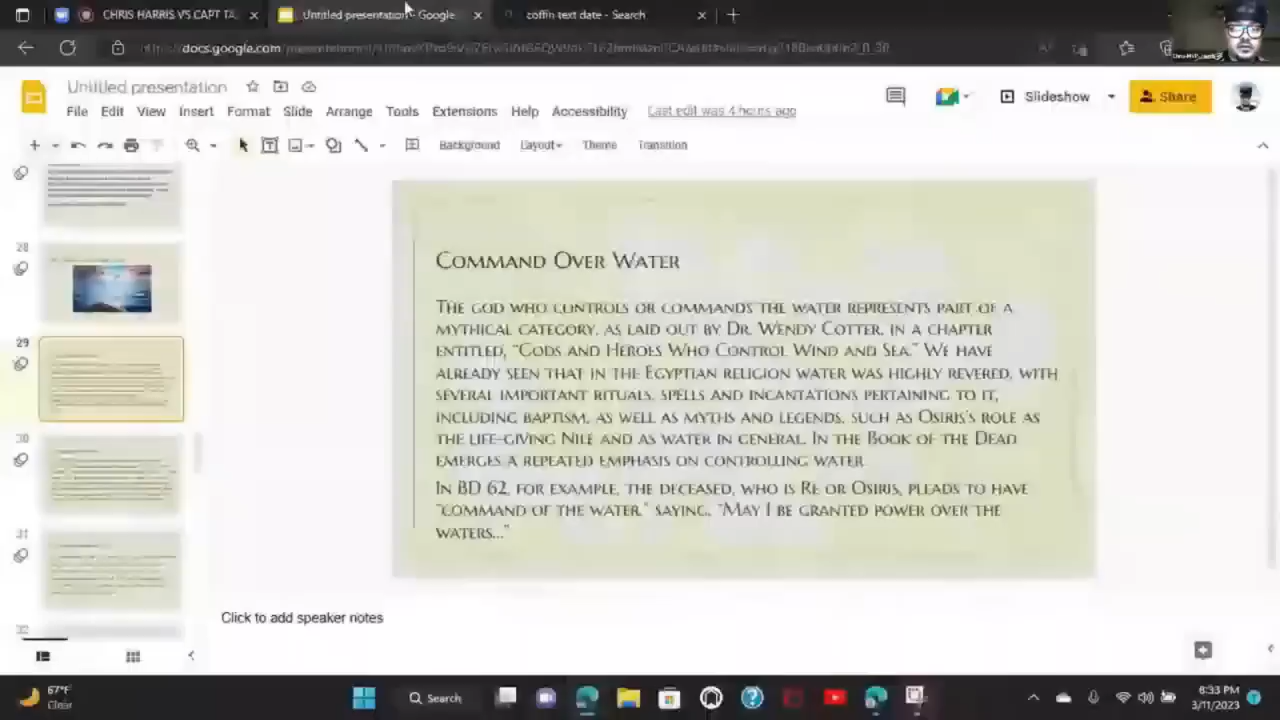 CHRIS HARRIS VS CAPT TA
Untitled presentation - Google
coffin text date - Search
docs.google.com
Untitled presentation
File Edit View Insert Format Slide Arrange Tools Extensions Help Accessibility Last edit was 4 hours ago
Slideshow
Share
Background Layout Theme Transition
28
29
30
31
32
COMMAND OVER WATER
THE GOD WHO CONTROLS OR COMMANDS THE WATER REPRESENTS PART OF A
MYTHICAL CATEGORY, AS LAID OUT BY DR. WENDY COTTER, IN A CHAPTER
ENTITLED, "GODS AND HEROES WHO CONTROL WIND AND SEA." WE HAVE
ALREADY SEEN THAT IN THE EGYPTIAN RELIGION WATER WAS HIGHLY REVERED, WITH
SEVERAL IMPORTANT RITUALS, SPELLS AND INCANTATIONS PERTAINING TO IT,
INCLUDING BAPTISM, AS WELL AS MYTHS AND LEGENDS, SUCH AS OSIRIS'S ROLE AS
THE LIFE-GIVING NILE AND AS WATER IN GENERAL. IN THE BOOK OF THE DEAD
EMERGES A REPEATED EMPHASIS ON CONTROLLING WATER
IN BD 62, FOR EXAMPLE, THE DECEASED, WHO IS RE OR OSIRIS, PLEADS TO HAVE
"COMMAND OF THE WATER," SAYING, "MAY I BE GRANTED POWER OVER THE
WATERS..."
Click to add speaker notes
67°F
Clear
Search
6:33 PM
3/11/2023